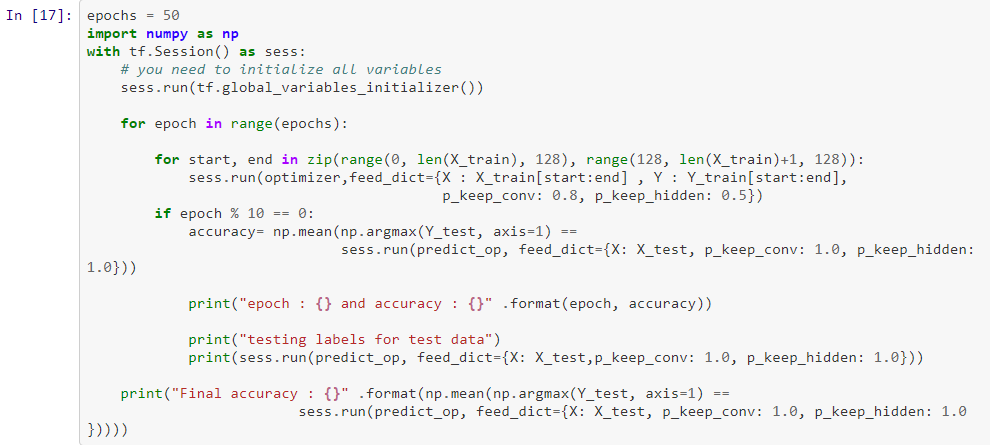 In [17]: epochs = 50
import numpy as np
with tf.Session() as sess:
    # you need to initialize all variables
    sess.run(tf.global_variables_initializer())

    for epoch in range(epochs):

        for start, end in zip(range(0, len(X_train), 128), range(128, len(X_train)+1, 128)):
            sess.run(optimizer,feed_dict={X : X_train[start:end] , Y : Y_train[start:end],
                                          p_keep_conv: 0.8, p_keep_hidden: 0.5})
        if epoch % 10 == 0:
            accuracy= np.mean(np.argmax(Y_test, axis=1) ==
                              sess.run(predict_op, feed_dict={X: X_test, p_keep_conv: 1.0, p_keep_hidden:
1.0}))

            print("epoch : {} and accuracy : {}" .format(epoch, accuracy))

            print("testing labels for test data")
            print(sess.run(predict_op, feed_dict={X: X_test,p_keep_conv: 1.0, p_keep_hidden: 1.0}))

    print("Final accuracy : {}" .format(np.mean(np.argmax(Y_test, axis=1) ==
                         sess.run(predict_op, feed_dict={X: X_test, p_keep_conv: 1.0, p_keep_hidden: 1.0
}))))